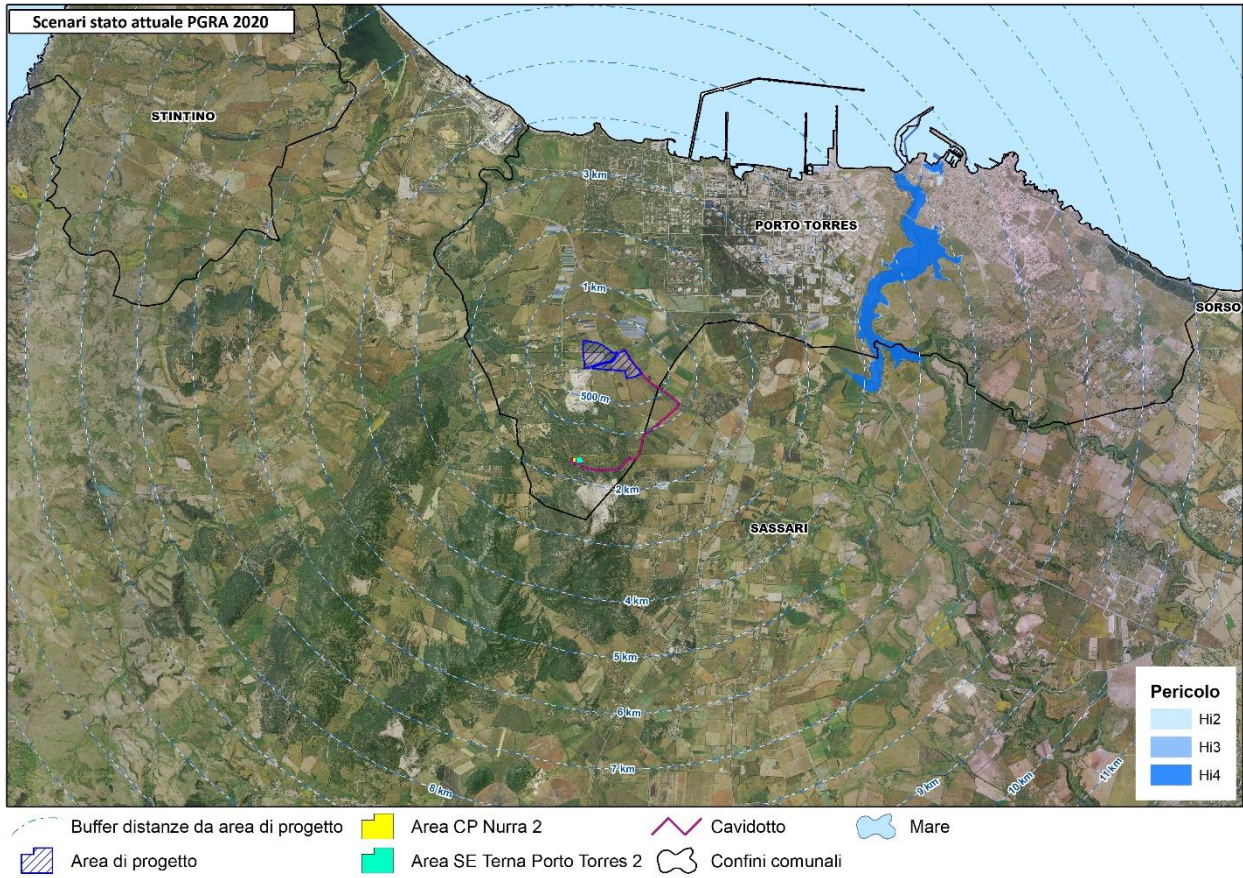 Scenari stato attuale PGRA 2020
STINTINO
3 km
PORTO TORRES
1 km
SORSO
500 m
2 km
SASSARI
4 km
5 km
6 km
7 km
8 km
9 km
10 km
11 km
Pericolo
Hi2
Hi3
Hi4
Buffer distanze da area di progetto
Area CP Nurra 2
Cavidotto
Mare
Area di progetto
Area SE Terna Porto Torres 2
Confini comunali